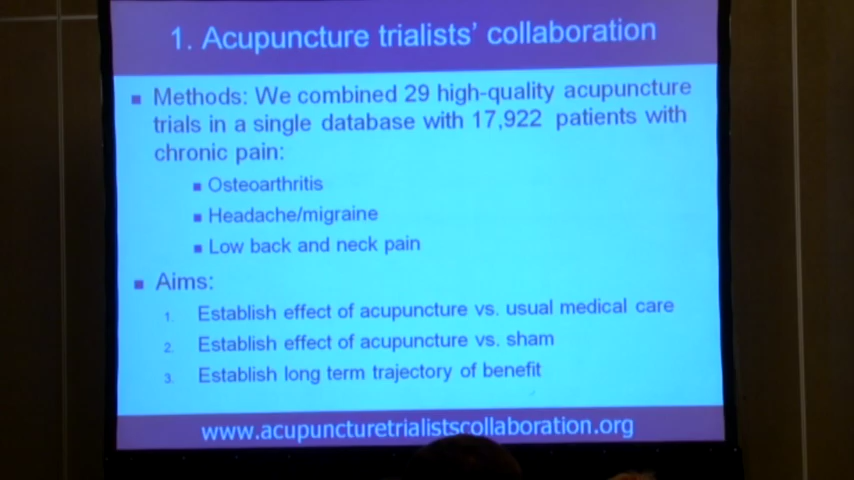 1. Acupuncture trialists' collaboration
■ Methods: We combined 29 high-quality acupuncture
trials in a single database with 17,922 patients with
chronic pain:
■ Osteoarthritis
■ Headache/migraine
■ Low back and neck pain
■ Aims:
1. Establish effect of acupuncture vs. usual medical care
2. Establish effect of acupuncture vs. sham
3. Establish long term trajectory of benefit
www.acupuncturetrialistscollaboration.org